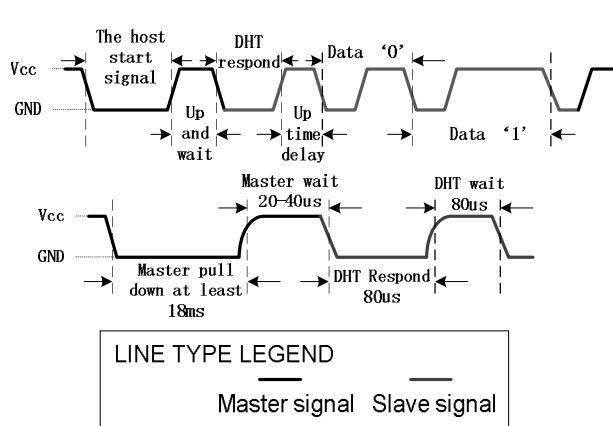 The host
start
signal
DHT
respond
Data ‘0’
Vcc
GND
Up
and
wait
Up
time
delay
Data ‘1’
Master wait
20-40us
DHT wait
80us
Vcc
GND
Master pull
down at least
18ms
DHT Respond
80us
LINE TYPE LEGEND
Master signal
Slave signal